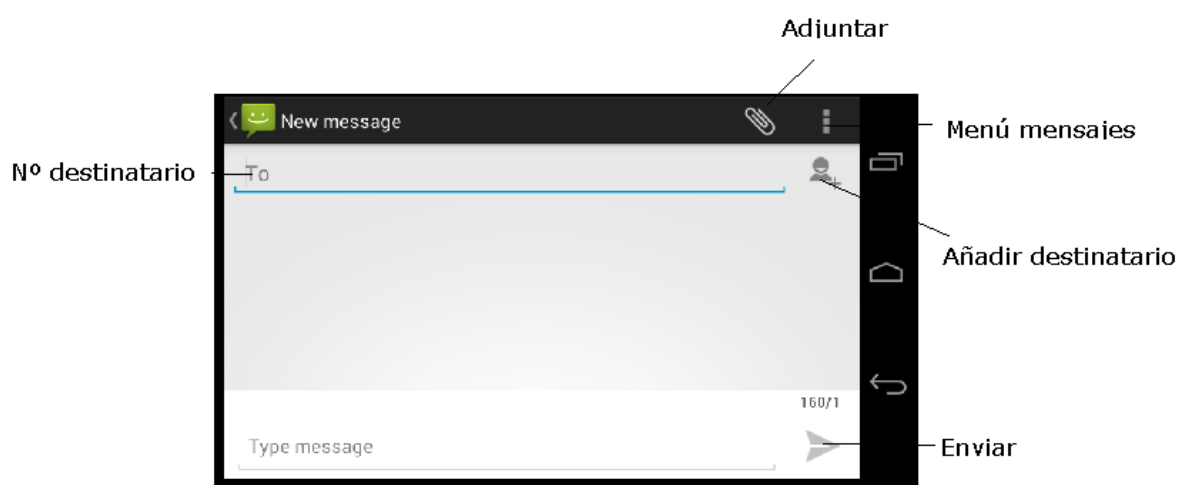 Adjuntar
New message
Menú mensajes
Nº destinatario
To
Añadir destinatario
160/1
Type message
Enviar